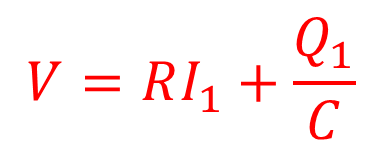 V = RI₁ + Q₁/C